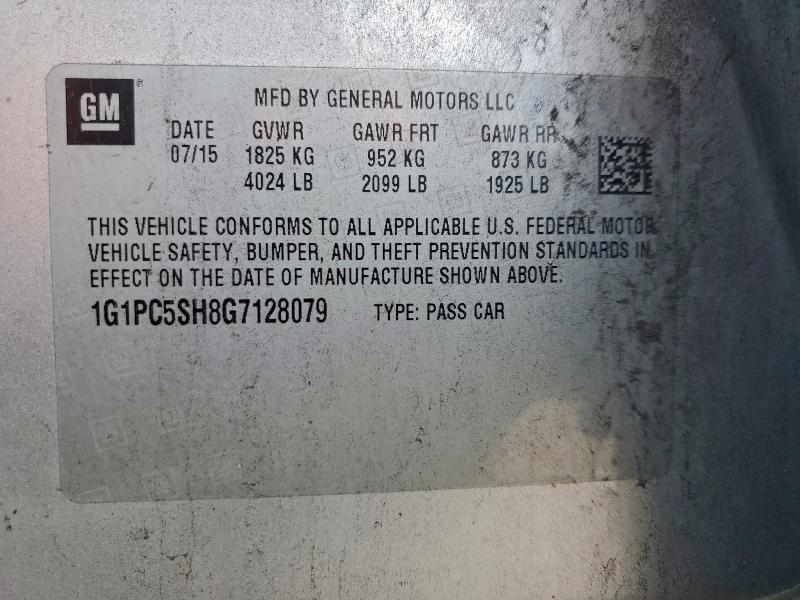 GM
MFD BY GENERAL MOTORS LLC
DATE GVWR GAWR FRT GAWR RR
07/15 1825 KG 952 KG 873 KG
4024 LB 2099 LB 1925 LB
THIS VEHICLE CONFORMS TO ALL APPLICABLE U.S. FEDERAL MOTOR
VEHICLE SAFETY, BUMPER, AND THEFT PREVENTION STANDARDS IN
EFFECT ON THE DATE OF MANUFACTURE SHOWN ABOVE.
1G1PC5SH8G7128079 TYPE: PASS CAR